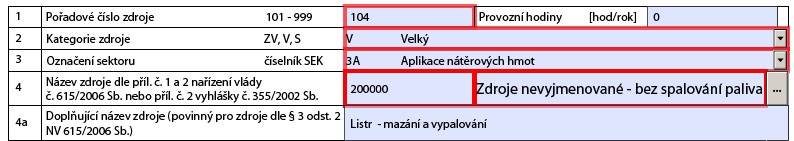 1 Pořadové číslo zdroje 101 - 999 104 Provozní hodiny [hod/rok] 0
2 Kategorie zdroje ZV, V, S V Velký
3 Označení sektoru číselník SEK 3A Aplikace nátěrových hmot
4 Název zdroje dle příl. č. 1 a 2 nařízení vlády
č. 615/2006 Sb. nebo příl. č. 2 vyhlášky č. 355/2002 Sb. 200000 Zdroje nevyjmenované - bez spalování paliva ...
4a Doplňující název zdroje (povinný pro zdroje dle § 3 odst. 2
NV 615/2006 Sb.) Listr - mazání a vypalování